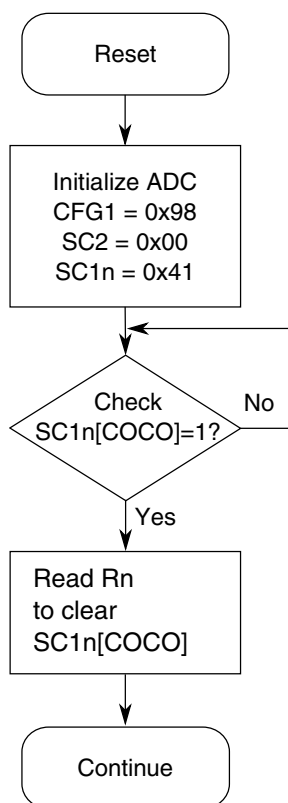 Reset
Initialize ADC
CFG1 = 0x98
SC2 = 0x00
SC1n = 0x41
Check
SC1n[COCO]=1?
No
Yes
Read Rn
to clear
SC1n[COCO]
Continue